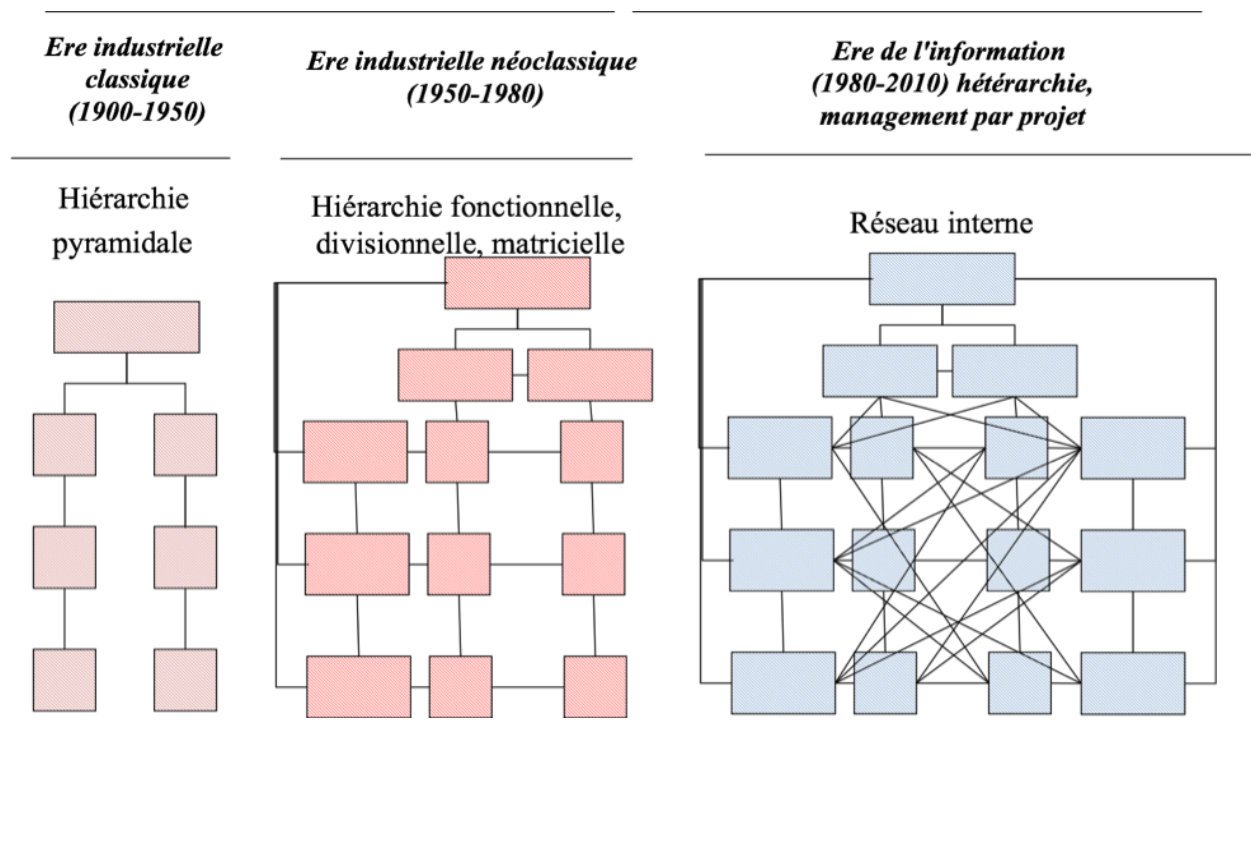 Ere industrielle
classique
(1900-1950)
Ere industrielle néoclassique
(1950-1980)
Ere de l'information
(1980-2010) hétérarchie,
management par projet
Hiérarchie
pyramidale
Hiérarchie fonctionnelle,
divisionnelle, matricielle
Réseau interne